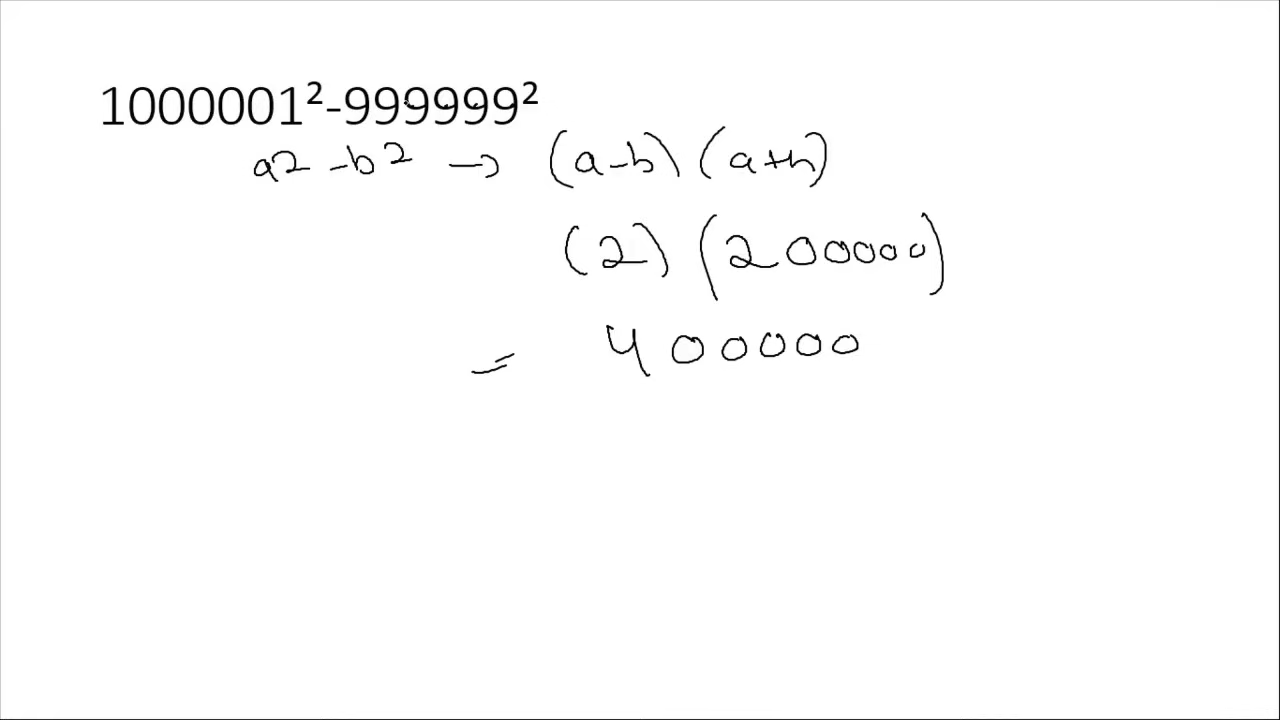 1000001²-999999²
a2 -b2 → (a-b) (a+b)
(2) (200000)
= 400000